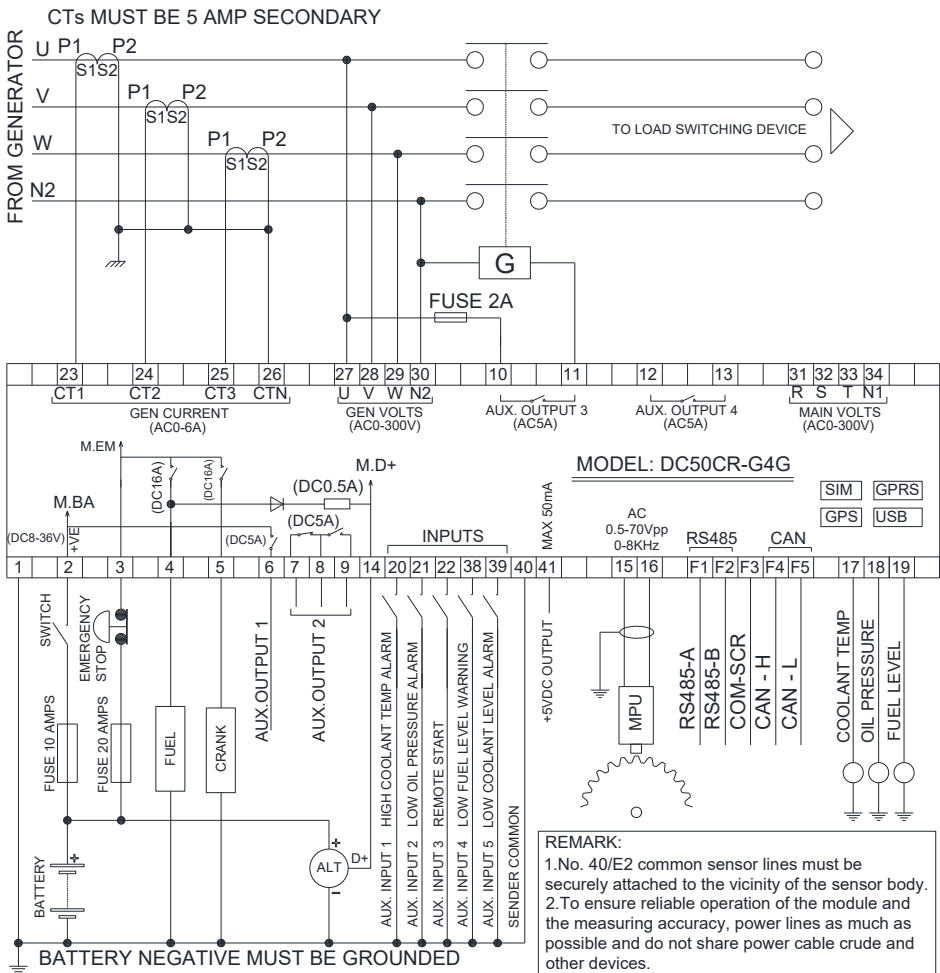 CTs MUST BE 5 AMP SECONDARY
FROM GENERATOR
U P1 P2
S1S2
V P1 P2
S1S2
W P1 P2
S1S2
N2
TO LOAD SWITCHING DEVICE
G
FUSE 2A
23 24 25 26 27 28 29 30 10 11 12 13 31 32 33 34
CT1 CT2 CT3 CTN U V W N2 R S T N1
GEN CURRENT
(AC0-6A)
GEN VOLTS
(AC0-300V)
AUX. OUTPUT 3
(AC5A)
AUX. OUTPUT 4
(AC5A)
MAIN VOLTS
(AC0-300V)
M.EM
(DC16A)
(DC16A)
M.D+
(DC0.5A)
MODEL: DC50CR-G4G
M.BA
(DC8-36V)
+VE
(DC5A)
(DC5A)
INPUTS
MAX 50mA
AC
0.5-70Vpp
0-8KHz
RS485
CAN
SIM GPRS
GPS USB
1 2 3 4 5 6 7 8 9 14 20 21 22 38 39 40 41 15 16 F1 F2 F3 F4 F5 17 18 19
SWITCH
EMERGENCY
STOP
FUSE 10 AMPS
FUSE 20 AMPS
FUEL
CRANK
AUX.OUTPUT 1
AUX.OUTPUT 2
AUX. INPUT 1 HIGH COOLANT TEMP ALARM
AUX. INPUT 2 LOW OIL PRESSURE ALARM
AUX. INPUT 3 REMOTE START
AUX. INPUT 4 LOW FUEL LEVEL WARNING
AUX. INPUT 5 LOW COOLANT LEVEL ALARM
SENDER COMMON
+5VDC OUTPUT
MPU
RS485-A
RS485-B
COM-SCR
CAN - H
CAN - L
COOLANT TEMP
OIL PRESSURE
FUEL LEVEL
BATTERY
+
+
ALT
D+
−
BATTERY NEGATIVE MUST BE GROUNDED
REMARK:
1.No. 40/E2 common sensor lines must be
securely attached to the vicinity of the sensor body.
2.To ensure reliable operation of the module and
the measuring accuracy, power lines as much as
possible and do not share power cable crude and
other devices.